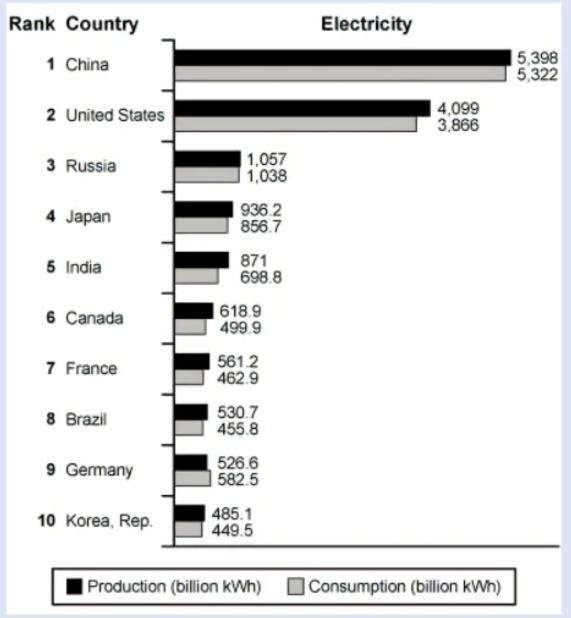 Rank Country Electricity
1 China 5,398
5,322
2 United States 4,099
3,866
3 Russia 1,057
1,038
4 Japan 936.2
856.7
5 India 871
698.8
6 Canada 618.9
499.9
7 France 561.2
462.9
8 Brazil 530.7
455.8
9 Germany 526.6
582.5
10 Korea, Rep. 485.1
449.5
Production (billion kWh) Consumption (billion kWh)